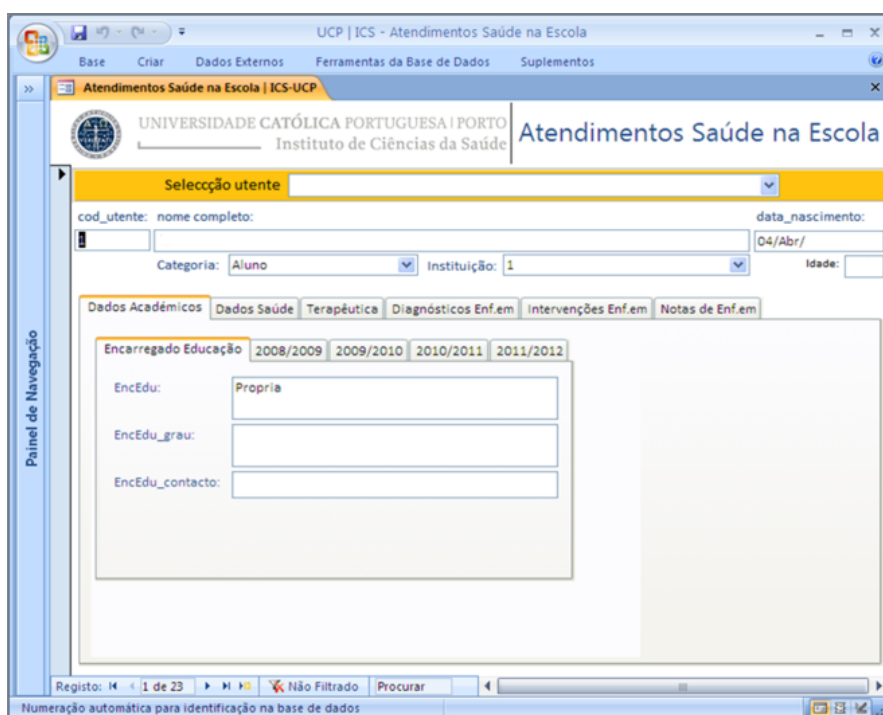 UCP | ICS - Atendimentos Saúde na Escola
Base Criar Dados Externos Ferramentas da Base de Dados Suplementos
Atendimentos Saúde na Escola | ICS-UCP
UNIVERSIDADE CATÓLICA PORTUGUESA | PORTO
Instituto de Ciências da Saúde
Atendimentos Saúde na Escola
Selecção utente
cod_utente: nome completo: data_nascimento:
1 04/Abr/
Categoria: Aluno Instituição: 1 Idade:
Dados Académicos Dados Saúde Terapêutica Diagnósticos Enf.em Intervenções Enf.em Notas de Enf.em
Encarregado Educação 2008/2009 2009/2010 2010/2011 2011/2012
EncEdu: Propria
EncEdu_grau:
EncEdu_contacto:
Painel de Navegação
Registo: 1 de 23 Não Filtrado Procurar
Numeração automática para identificação na base de dados